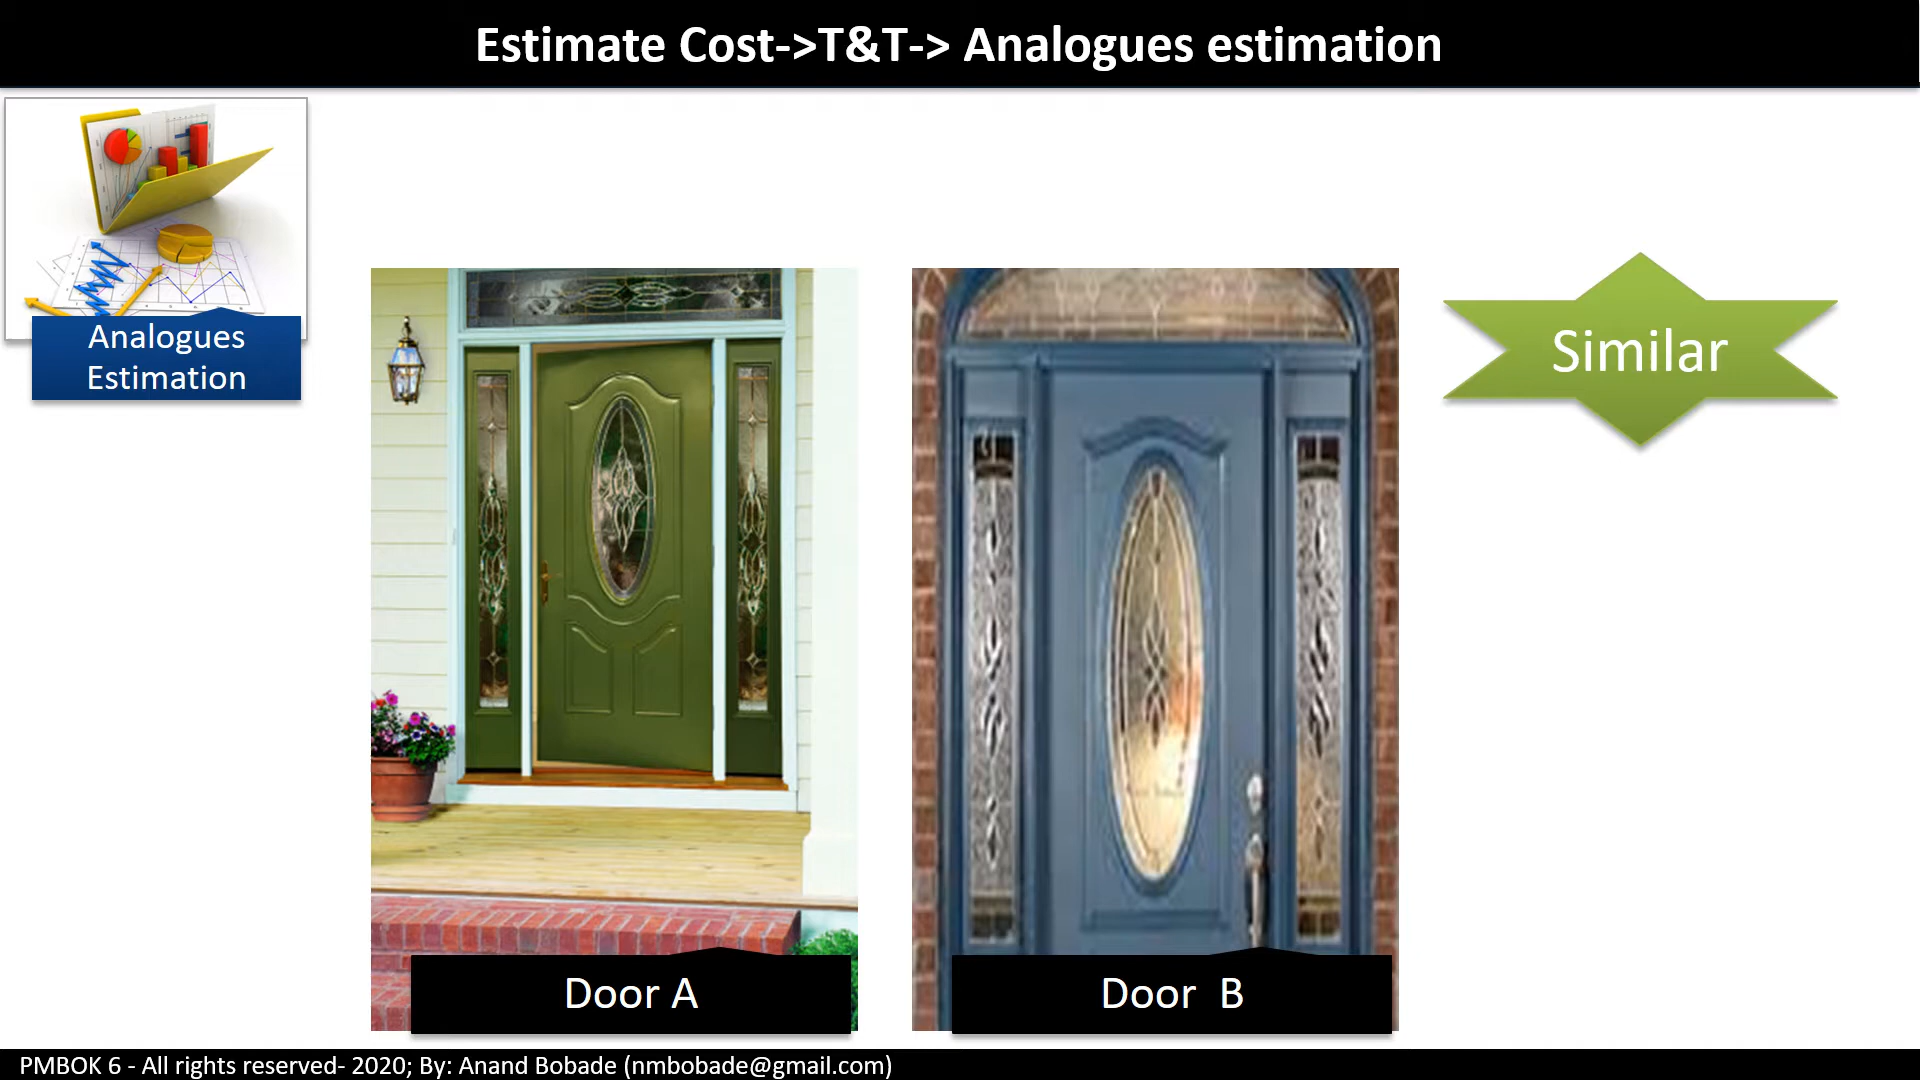 Estimate Cost->T&T-> Analogues estimation
Analogues
Estimation
Similar
Door A
Door  B
PMBOK 6 - All rights reserved- 2020; By: Anand Bobade (nmbobade@gmail.com)